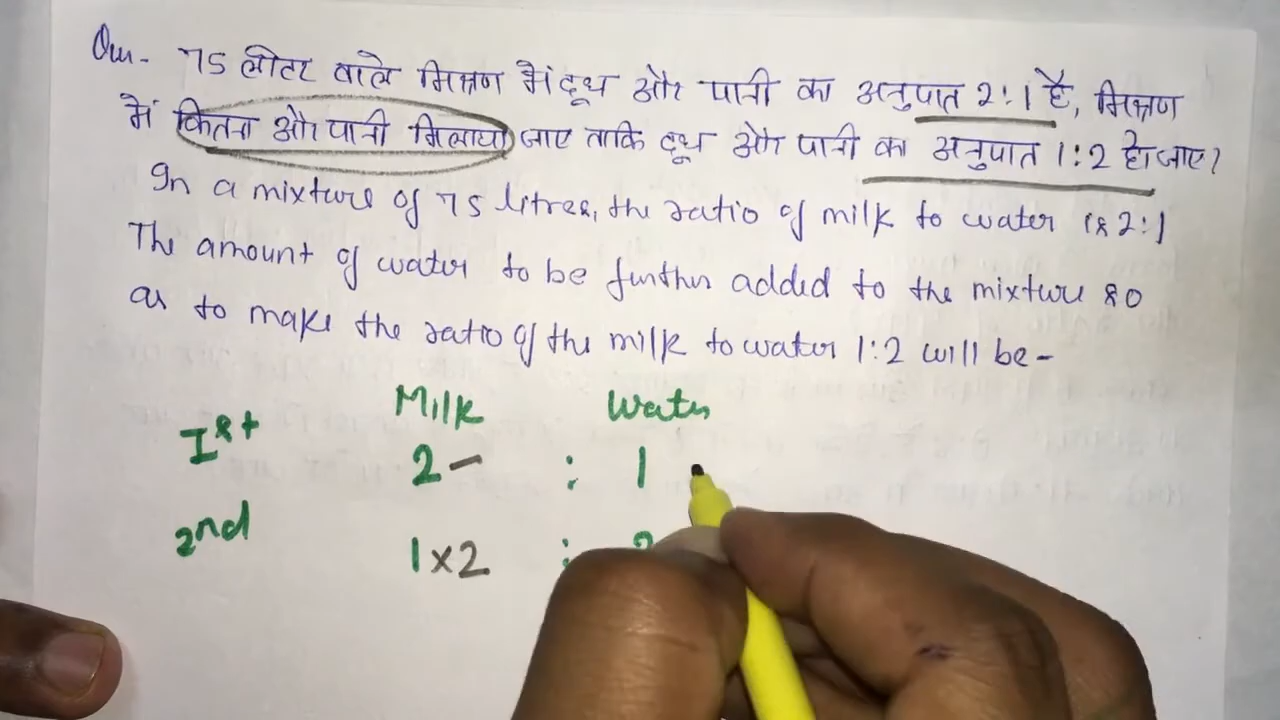 Que- 75 लीटर वाले मिश्रण में दूध और पानी का अनुपात 2:1 है, मिश्रण
में कितना और पानी मिलाया जाए ताकि दूध और पानी का अनुपात 1:2 हो जाए?
In a mixture of 75 litres, the ratio of milk to water is 2:1
The amount of water to be further added to the mixture so
as to make the ratio of the milk to water 1:2 will be-
Milk Water
Ist 2 - : 1
2nd 1x2 :